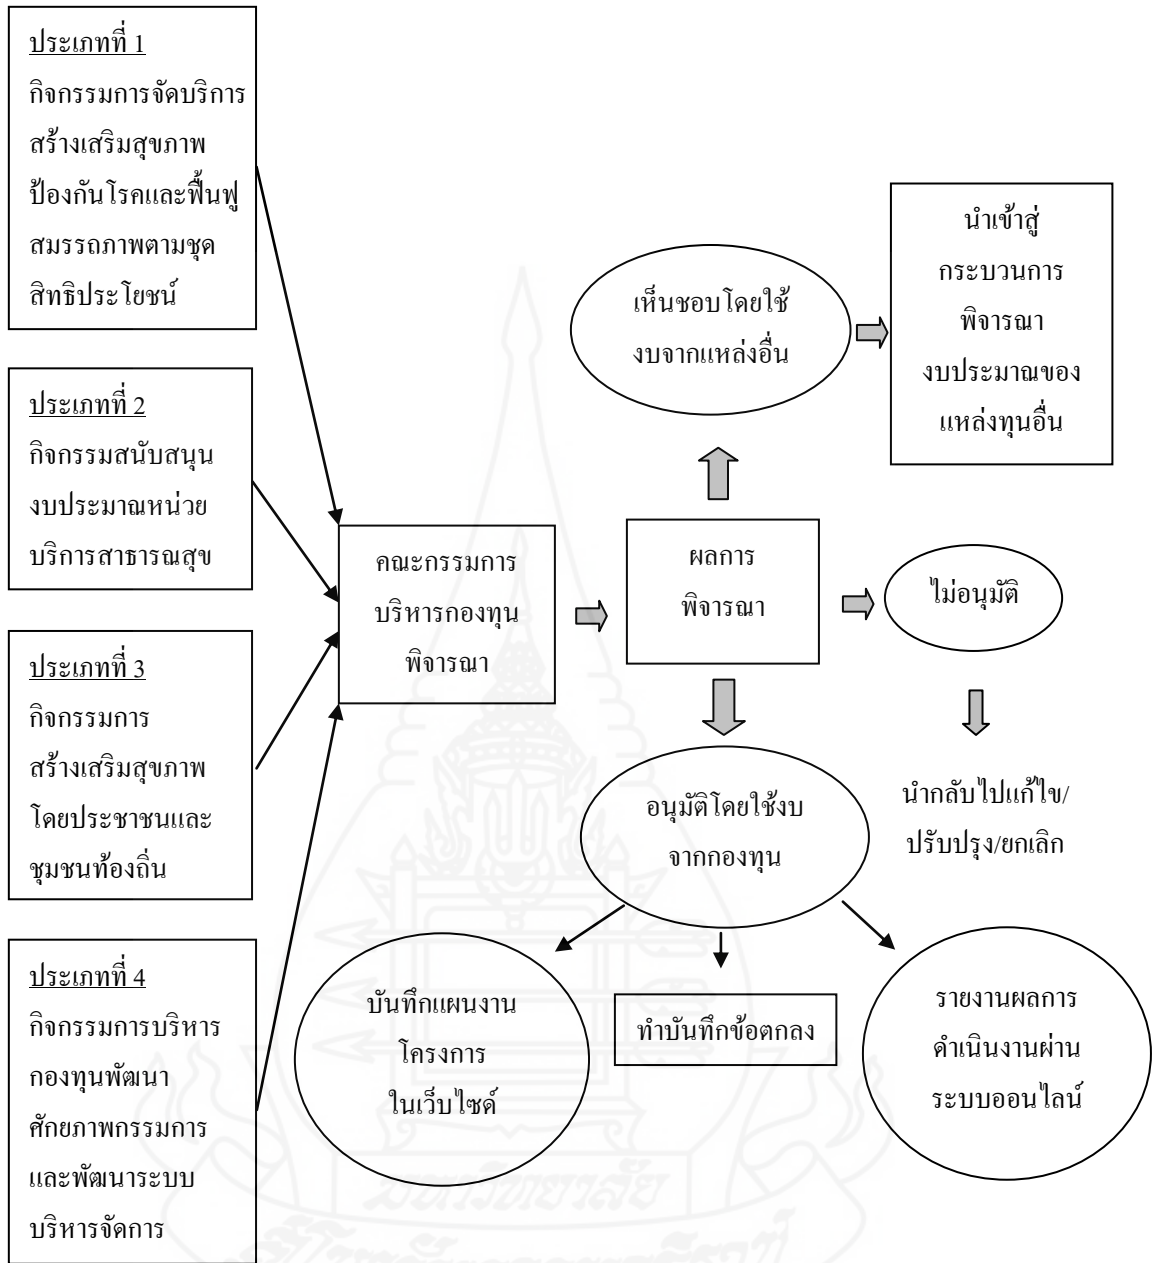 ประเภทที่ 1
กิจกรรมการจัดบริการ
สร้างเสริมสุขภาพ
ป้องกันโรคและฟื้นฟู
สมรรถภาพตามชุด
สิทธิประโยชน์
ประเภทที่ 2
กิจกรรมสนับสนุน
งบประมาณหน่วย
บริการสาธารณสุข
ประเภทที่ 3
กิจกรรมการ
สร้างเสริมสุขภาพ
โดยประชาชนและ
ชุมชนท้องถิ่น
ประเภทที่ 4
กิจกรรมการบริหาร
กองทุนพัฒนา
ศักยภาพกรรมการ
และพัฒนาระบบ
บริหารจัดการ
คณะกรรมการ
บริหารกองทุน
พิจารณา
ผลการ
พิจารณา
เห็นชอบโดยใช้
งบจากแหล่งอื่น
นำเข้าสู่
กระบวนการ
พิจารณา
งบประมาณของ
แหล่งทุนอื่น
ไม่อนุมัติ
นำกลับไปแก้ไข/
ปรับปรุง/ยกเลิก
อนุมัติโดยใช้งบ
จากกองทุน
บันทึกแผนงาน
โครงการ
ในเว็บไซค์
ทำบันทึกข้อตกลง
รายงานผลการ
ดำเนินงานผ่าน
ระบบออนไลน์
มหาวิทยาลัย